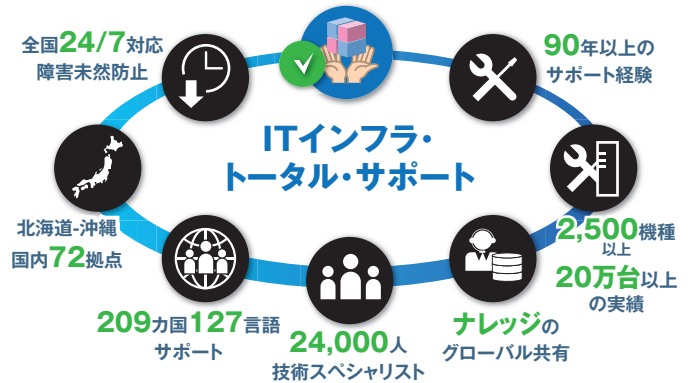 全国24/7対応
障害未然防止
90年以上の
サポート経験
ITインフラ・
トータル・サポート
北海道-沖縄
国内72拠点
2,500機種
以上
20万台以上
の実績
209カ国127言語
サポート
24,000人
技術スペシャリスト
ナレッジの
グローバル共有